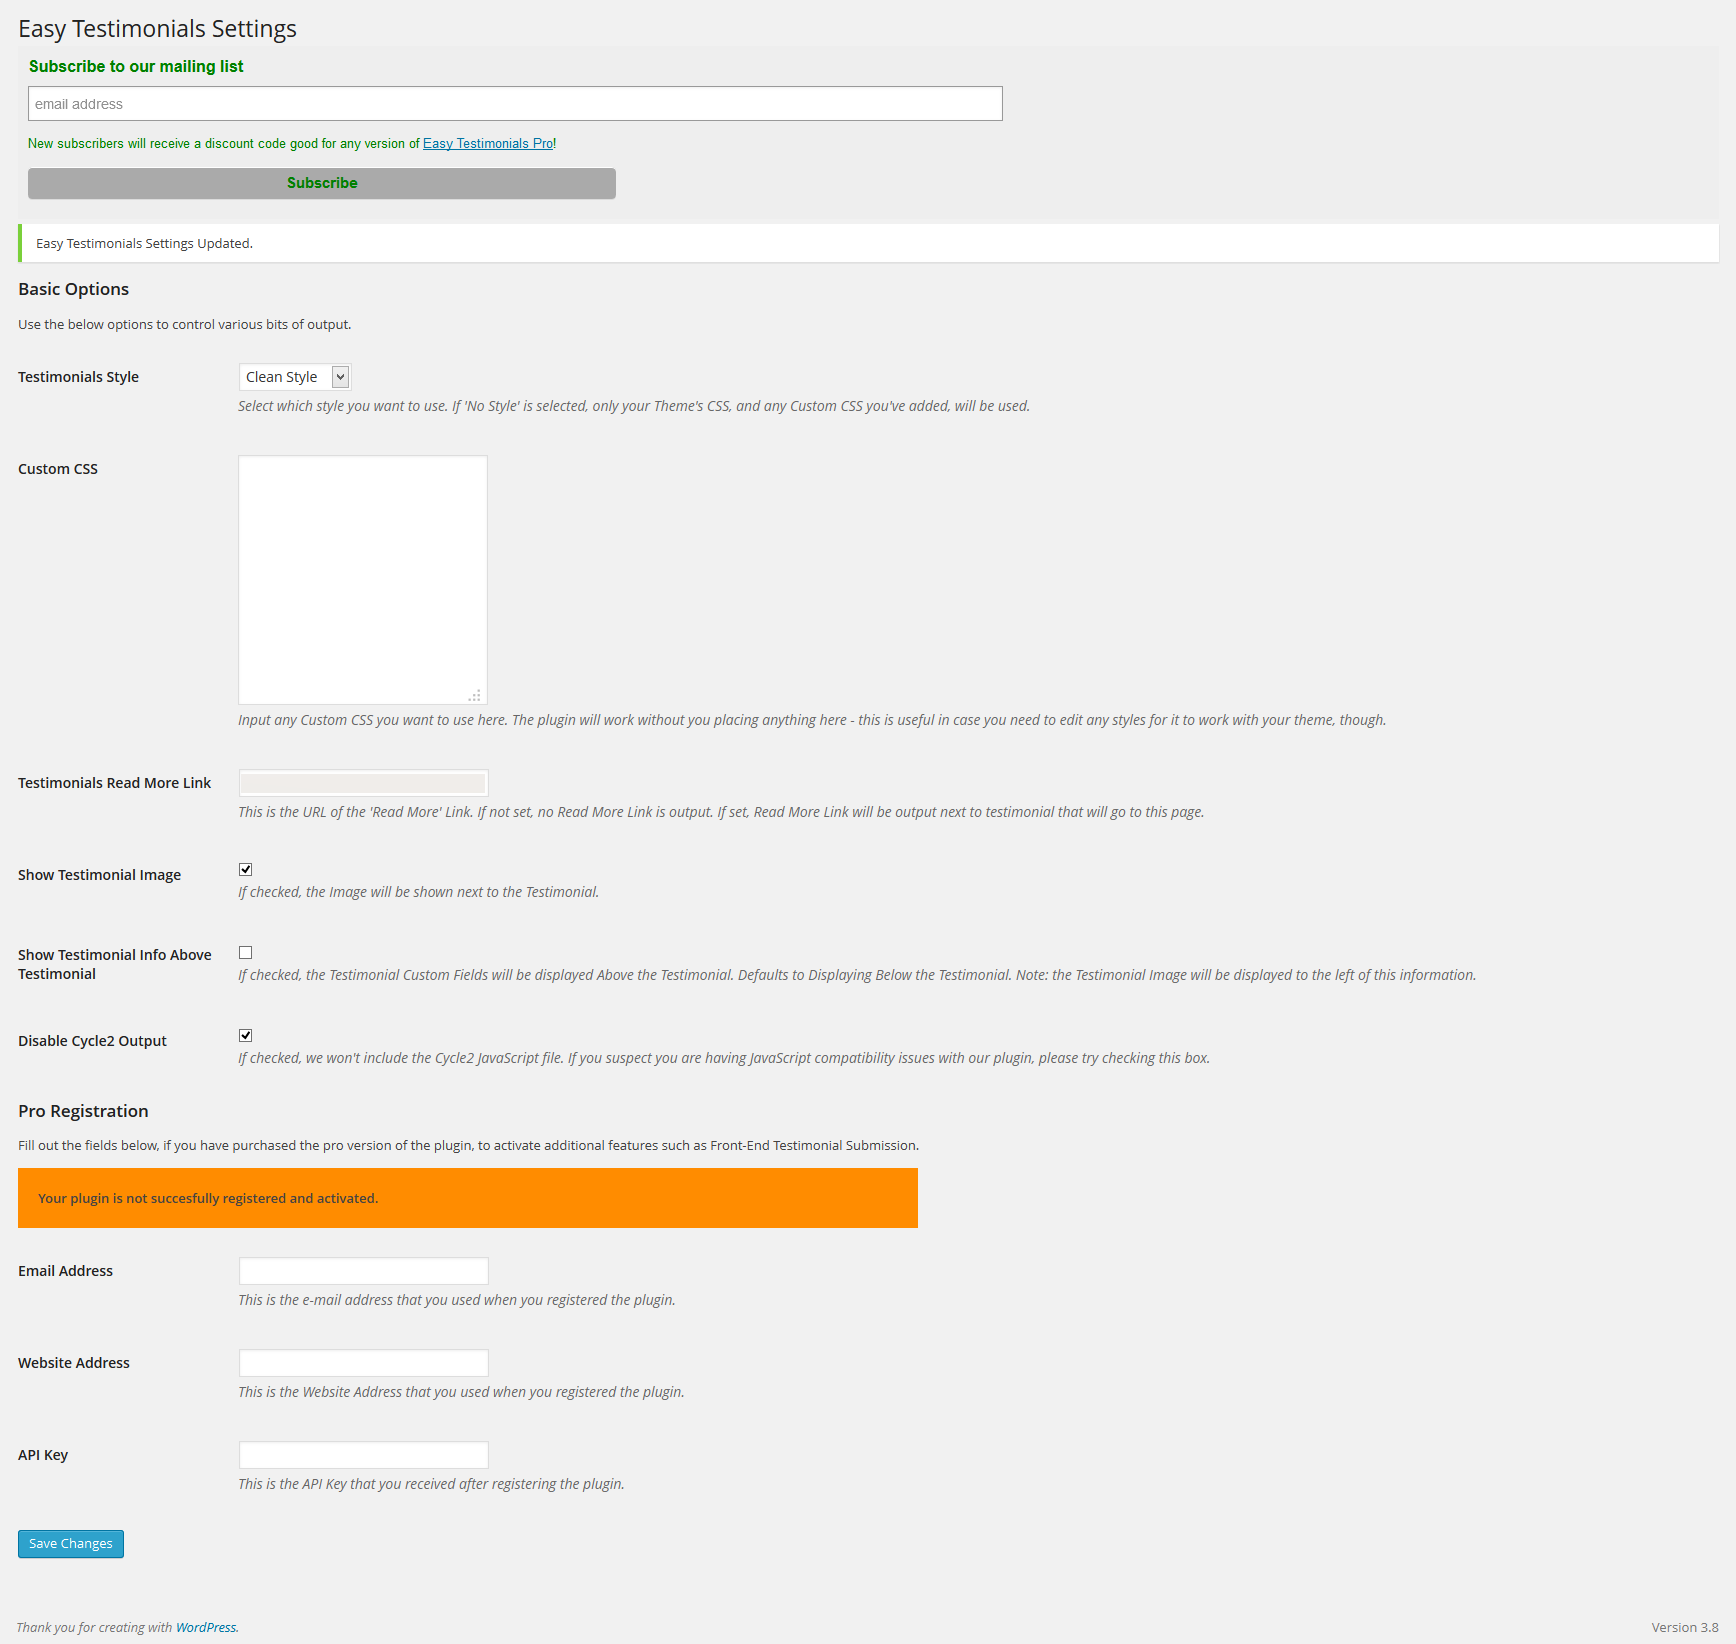 Easy Testimonials Settings
Subscribe to our mailing list
email address
New subscribers will receive a discount code good for any version of Easy Testimonials Pro!
Subscribe
Easy Testimonials Settings Updated.
Basic Options
Use the below options to control various bits of output.
Testimonials Style
Clean Style
Select which style you want to use. If 'No Style' is selected, only your Theme's CSS, and any Custom CSS you've added, will be used.
Custom CSS
Input any Custom CSS you want to use here. The plugin will work without you placing anything here - this is useful in case you need to edit any styles for it to work with your theme, though.
Testimonials Read More Link
This is the URL of the 'Read More' Link. If not set, no Read More Link is output. If set, Read More Link will be output next to testimonial that will go to this page.
Show Testimonial Image
If checked, the Image will be shown next to the Testimonial.
Show Testimonial Info Above
Testimonial
If checked, the Testimonial Custom Fields will be displayed Above the Testimonial. Defaults to Displaying Below the Testimonial. Note: the Testimonial Image will be displayed to the left of this information.
Disable Cycle2 Output
If checked, we won't include the Cycle2 JavaScript file. If you suspect you are having JavaScript compatibility issues with our plugin, please try checking this box.
Pro Registration
Fill out the fields below, if you have purchased the pro version of the plugin, to activate additional features such as Front-End Testimonial Submission.
Your plugin is not succesfully registered and activated.
Email Address
This is the e-mail address that you used when you registered the plugin.
Website Address
This is the Website Address that you used when you registered the plugin.
API Key
This is the API Key that you received after registering the plugin.
Save Changes
Thank you for creating with WordPress.
Version 3.8